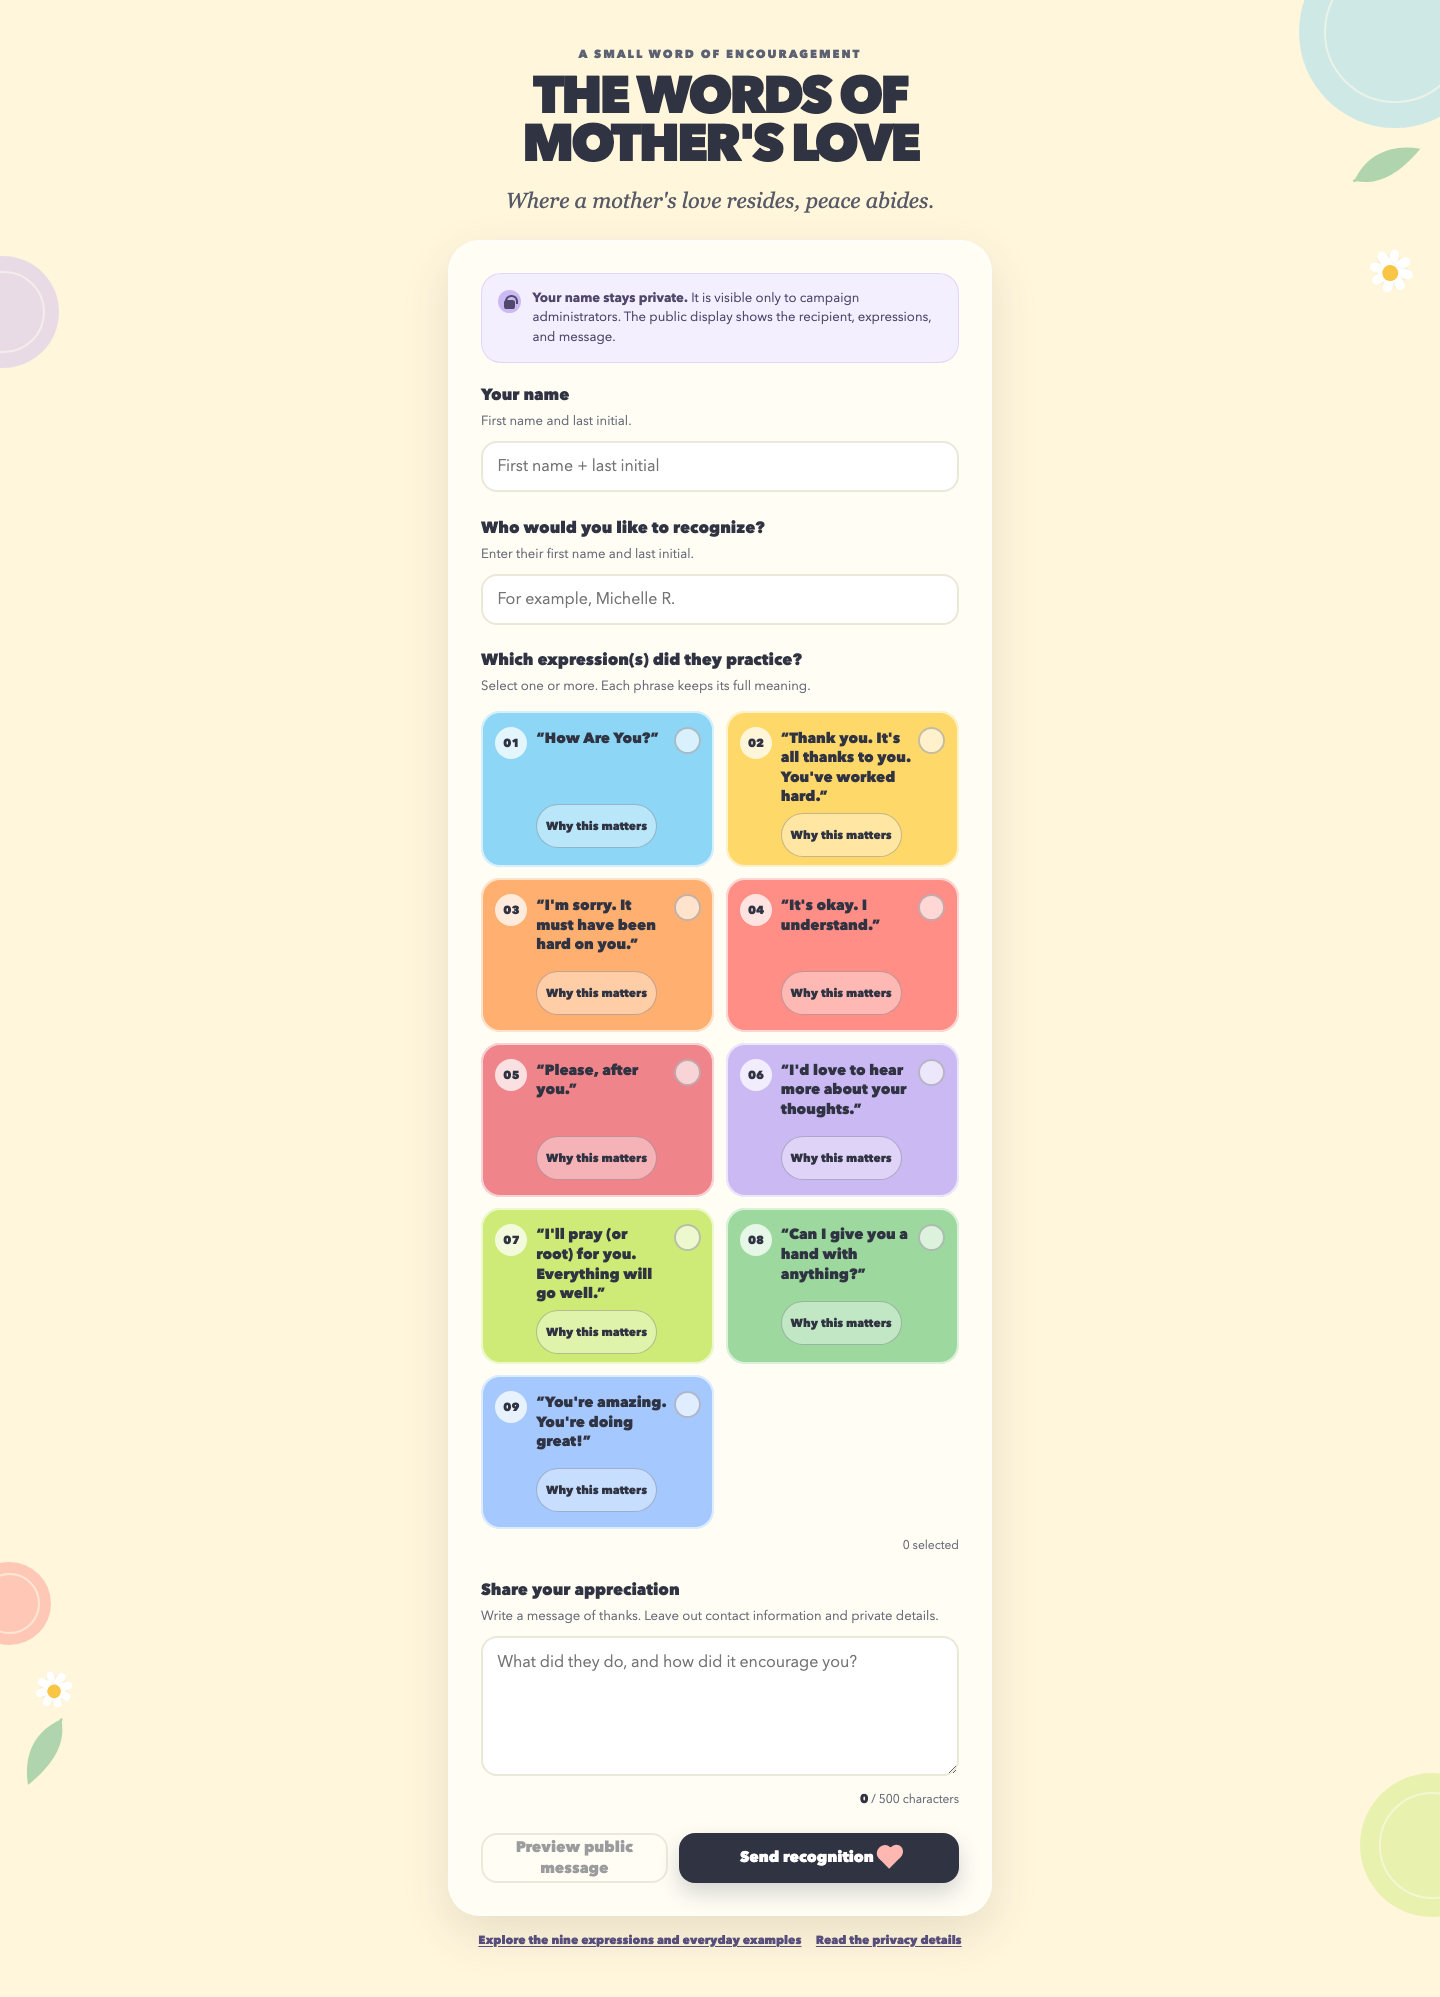 A SMALL WORD OF ENCOURAGEMENT
THE WORDS OF
MOTHER'S LOVE
Where a mother's love resides, peace abides.
Your name stays private. It is visible only to campaign
administrators. The public display shows the recipient, expressions,
and message.
Your name
First name and last initial.
First name + last initial
Who would you like to recognize?
Enter their first name and last initial.
For example, Michelle R.
Which expression(s) did they practice?
Select one or more. Each phrase keeps its full meaning.
01
“How Are You?”
Why this matters
02
“Thank you. It's
all thanks to you.
You've worked
hard.”
Why this matters
03
“I'm sorry. It
must have been
hard on you.”
Why this matters
04
“It's okay. I
understand.”
Why this matters
05
“Please, after
you.”
Why this matters
06
“I'd love to hear
more about your
thoughts.”
Why this matters
07
“I'll pray (or
root) for you.
Everything will
go well.”
Why this matters
08
“Can I give you a
hand with
anything?”
Why this matters
09
“You're amazing.
You're doing
great!”
Why this matters
0 selected
Share your appreciation
Write a message of thanks. Leave out contact information and private details.
What did they do, and how did it encourage you?
0 / 500 characters
Preview public
message
Send recognition
Explore the nine expressions and everyday examples
Read the privacy details